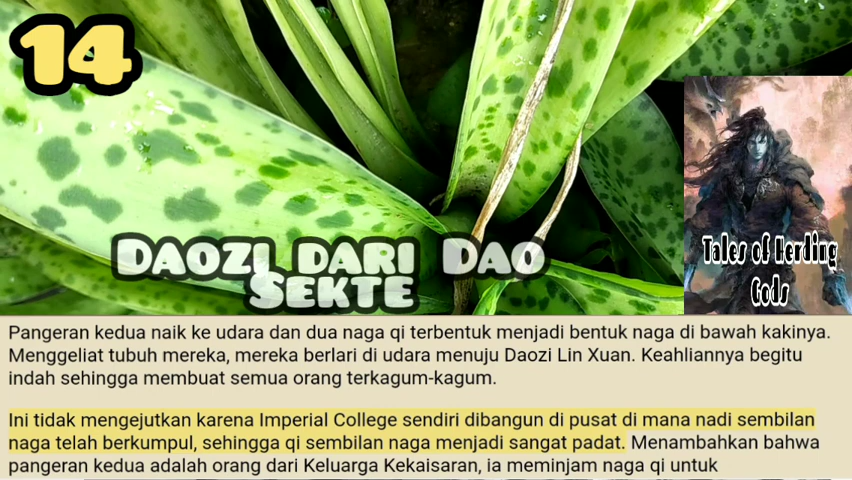 14
Daozi dari Dao
Sekte
Tales of Herding
Gods
Pangeran kedua naik ke udara dan dua naga qi terbentuk menjadi bentuk naga di bawah kakinya.
Menggeliat tubuh mereka, mereka berlari di udara menuju Daozi Lin Xuan. Keahliannya begitu
indah sehingga membuat semua orang terkagum-kagum.
Ini tidak mengejutkan karena Imperial College sendiri dibangun di pusat di mana nadi sembilan
naga telah berkumpul, sehingga qi sembilan naga menjadi sangat padat. Menambahkan bahwa
pangeran kedua adalah orang dari Keluarga Kekaisaran, ia meminjam naga qi untuk